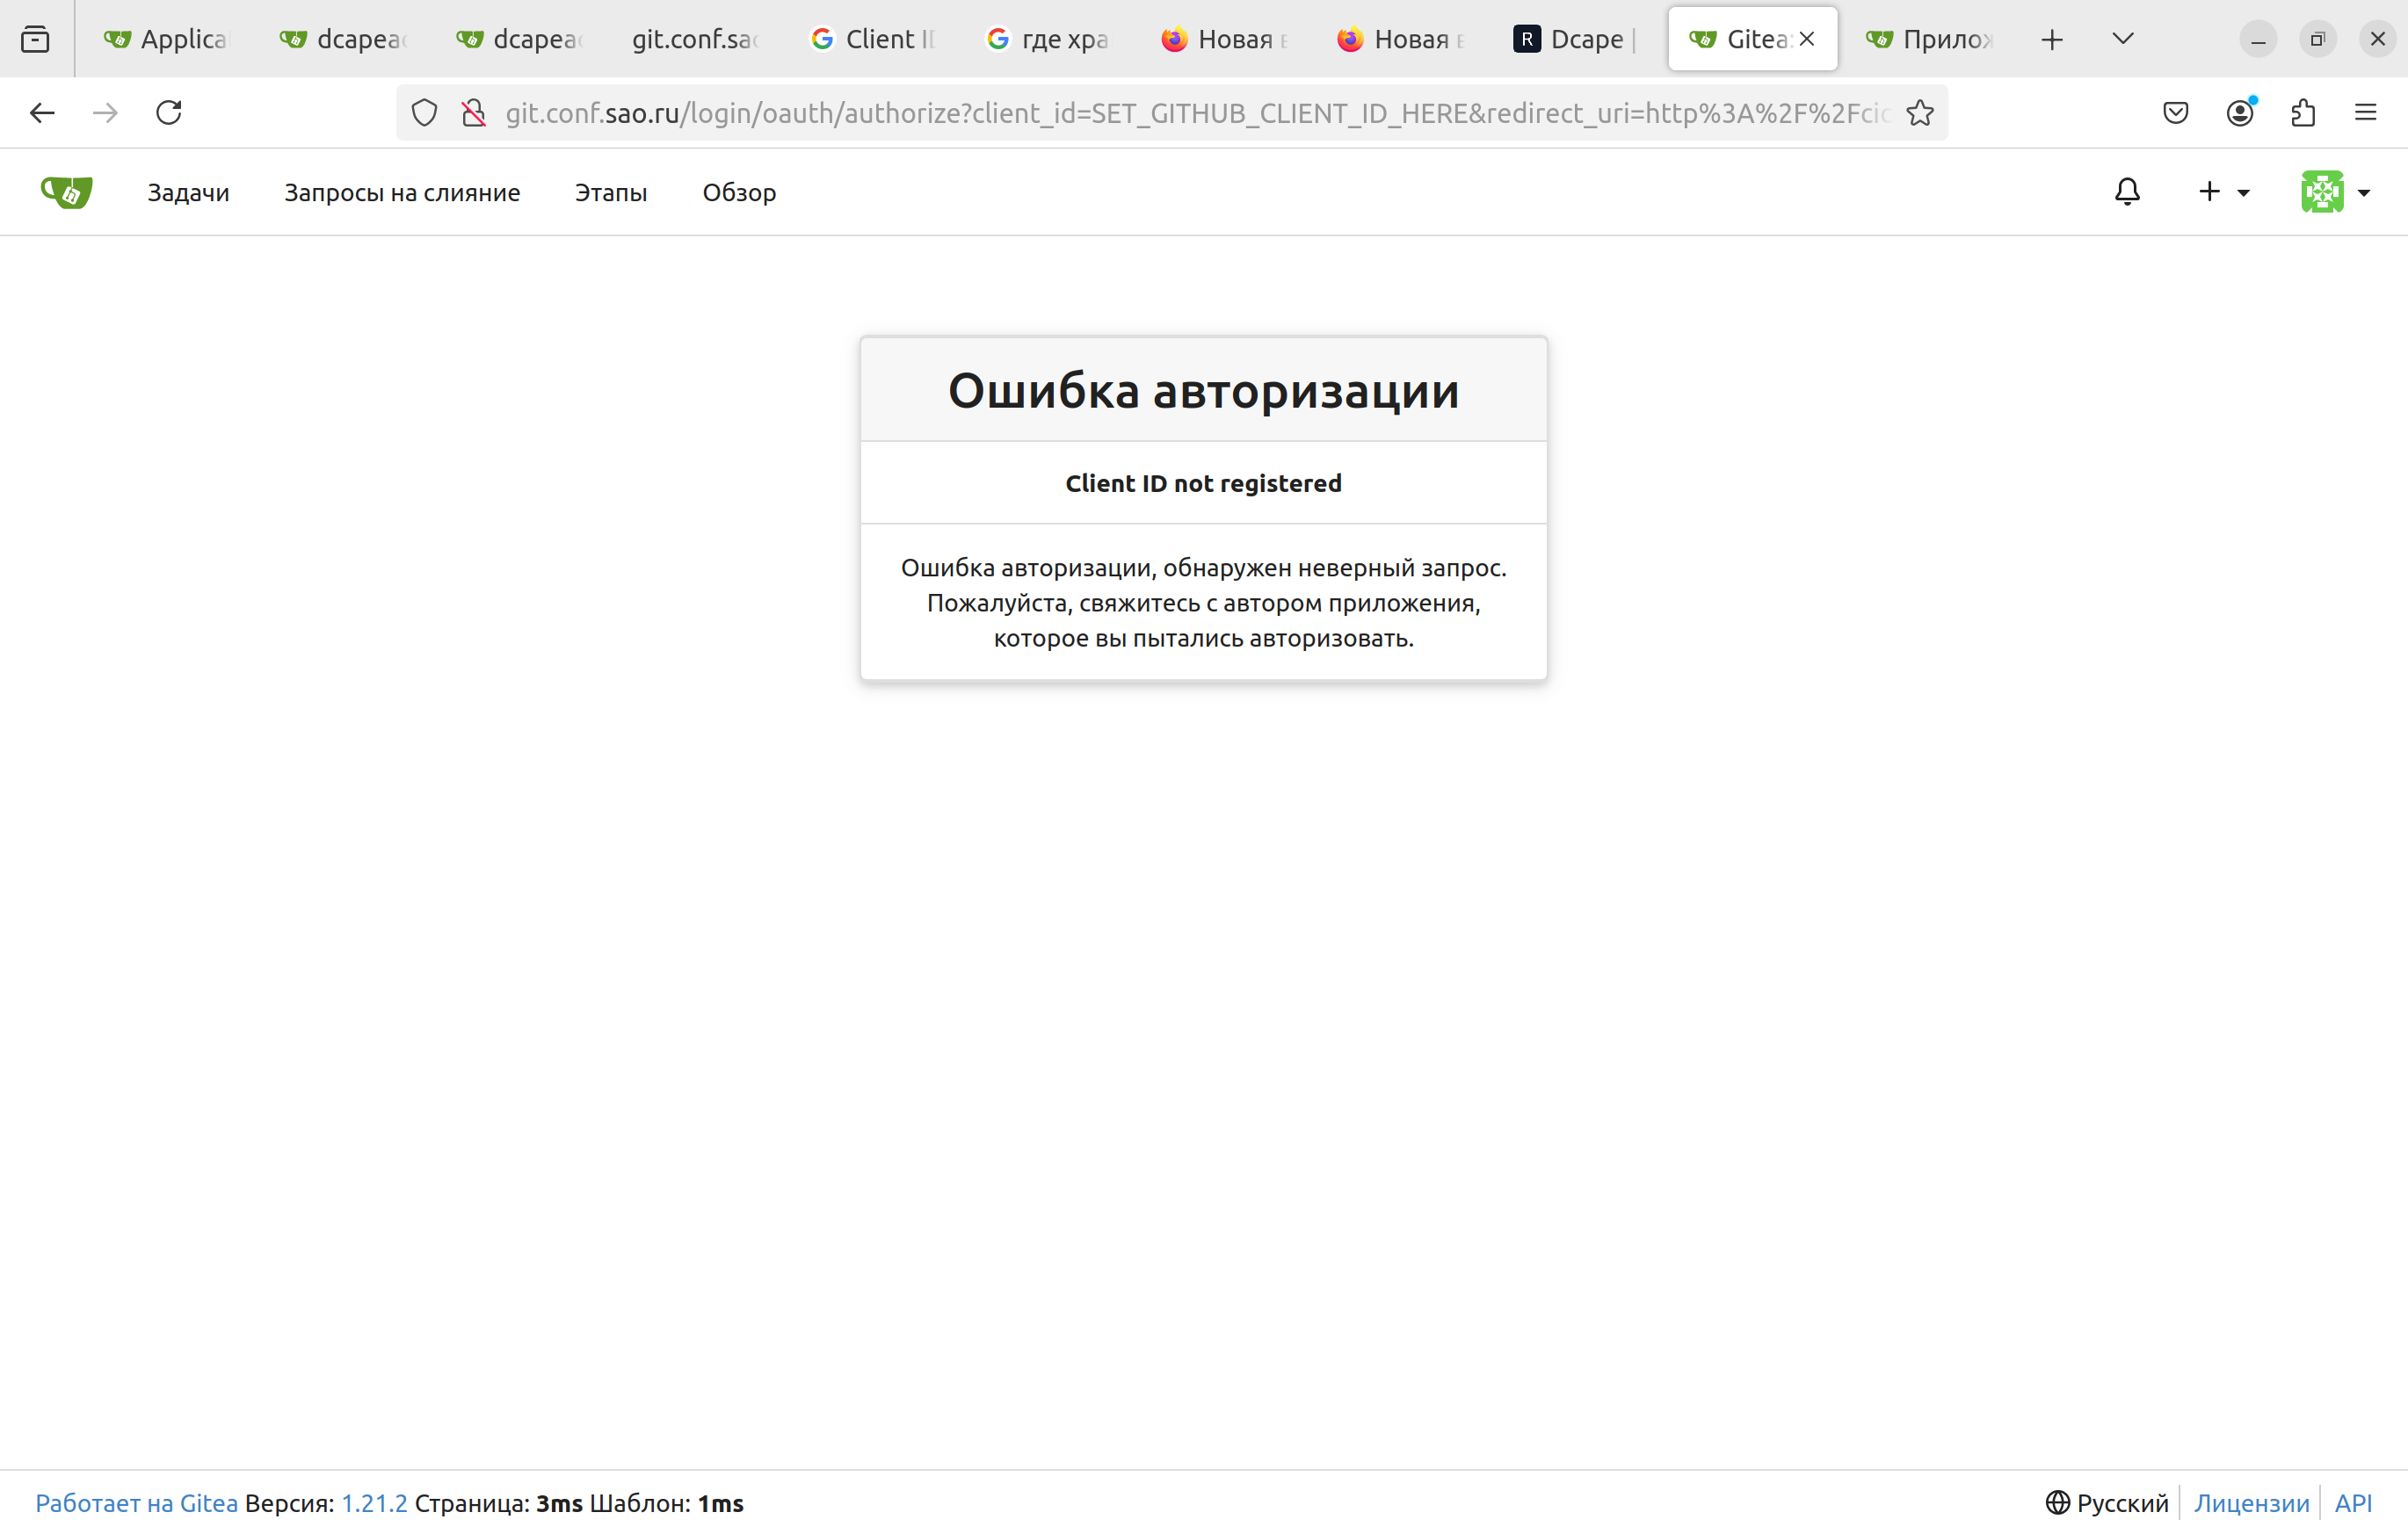 Applica
dcapea
dcapea
git.conf.sa
Client I
где хра
Новая
Новая
Dcape |
Gitea:
Прилож
git.conf.sao.ru/login/oauth/authorize?client_id=SET_GITHUB_CLIENT_ID_HERE&redirect_uri=http%3A%2F%2Fcic
Задачи
Запросы на слияние
Этапы
Обзор
Ошибка авторизации
Client ID not registered
Ошибка авторизации, обнаружен неверный запрос.
Пожалуйста, свяжитесь с автором приложения,
которое вы пытались авторизовать.
Работает на Gitea Версия: 1.21.2 Страница: 3ms Шаблон: 1ms
Русский
Лицензии
API